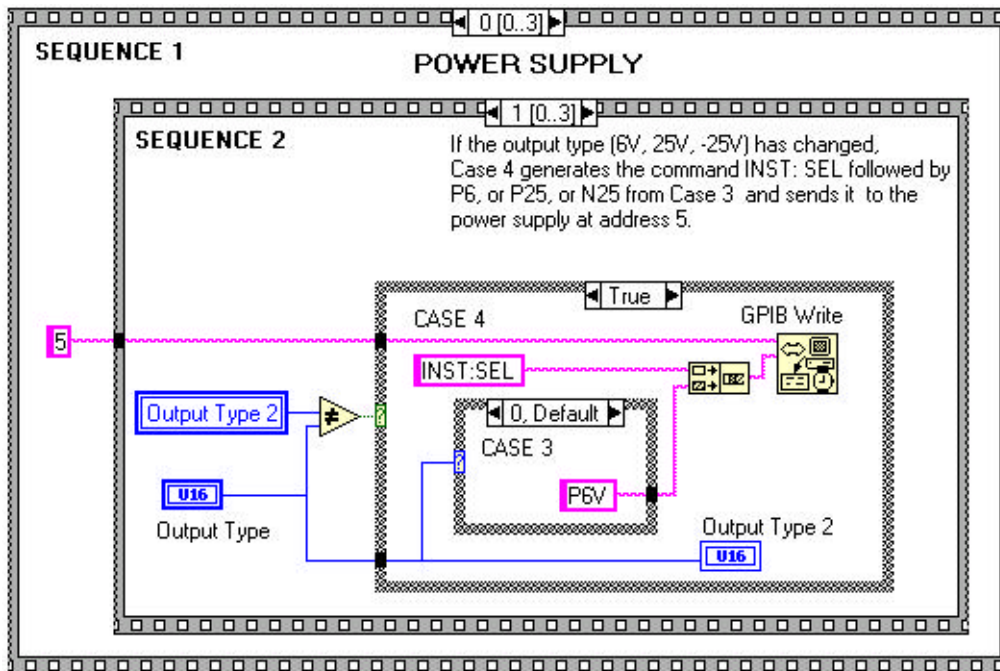 0 [0..3]
SEQUENCE 1
POWER SUPPLY
1 [0..3]
SEQUENCE 2
If the output type (6V, 25V, -25V) has changed,
Case 4 generates the command INST: SEL followed by
P6, or P25, or N25 from Case 3 and sends it to the
power supply at address 5.
True
CASE 4
GPIB Write
5
INST:SEL
Output Type 2
≠
?
0, Default
CASE 3
?
U16
P6V
Output Type
Output Type 2
U16